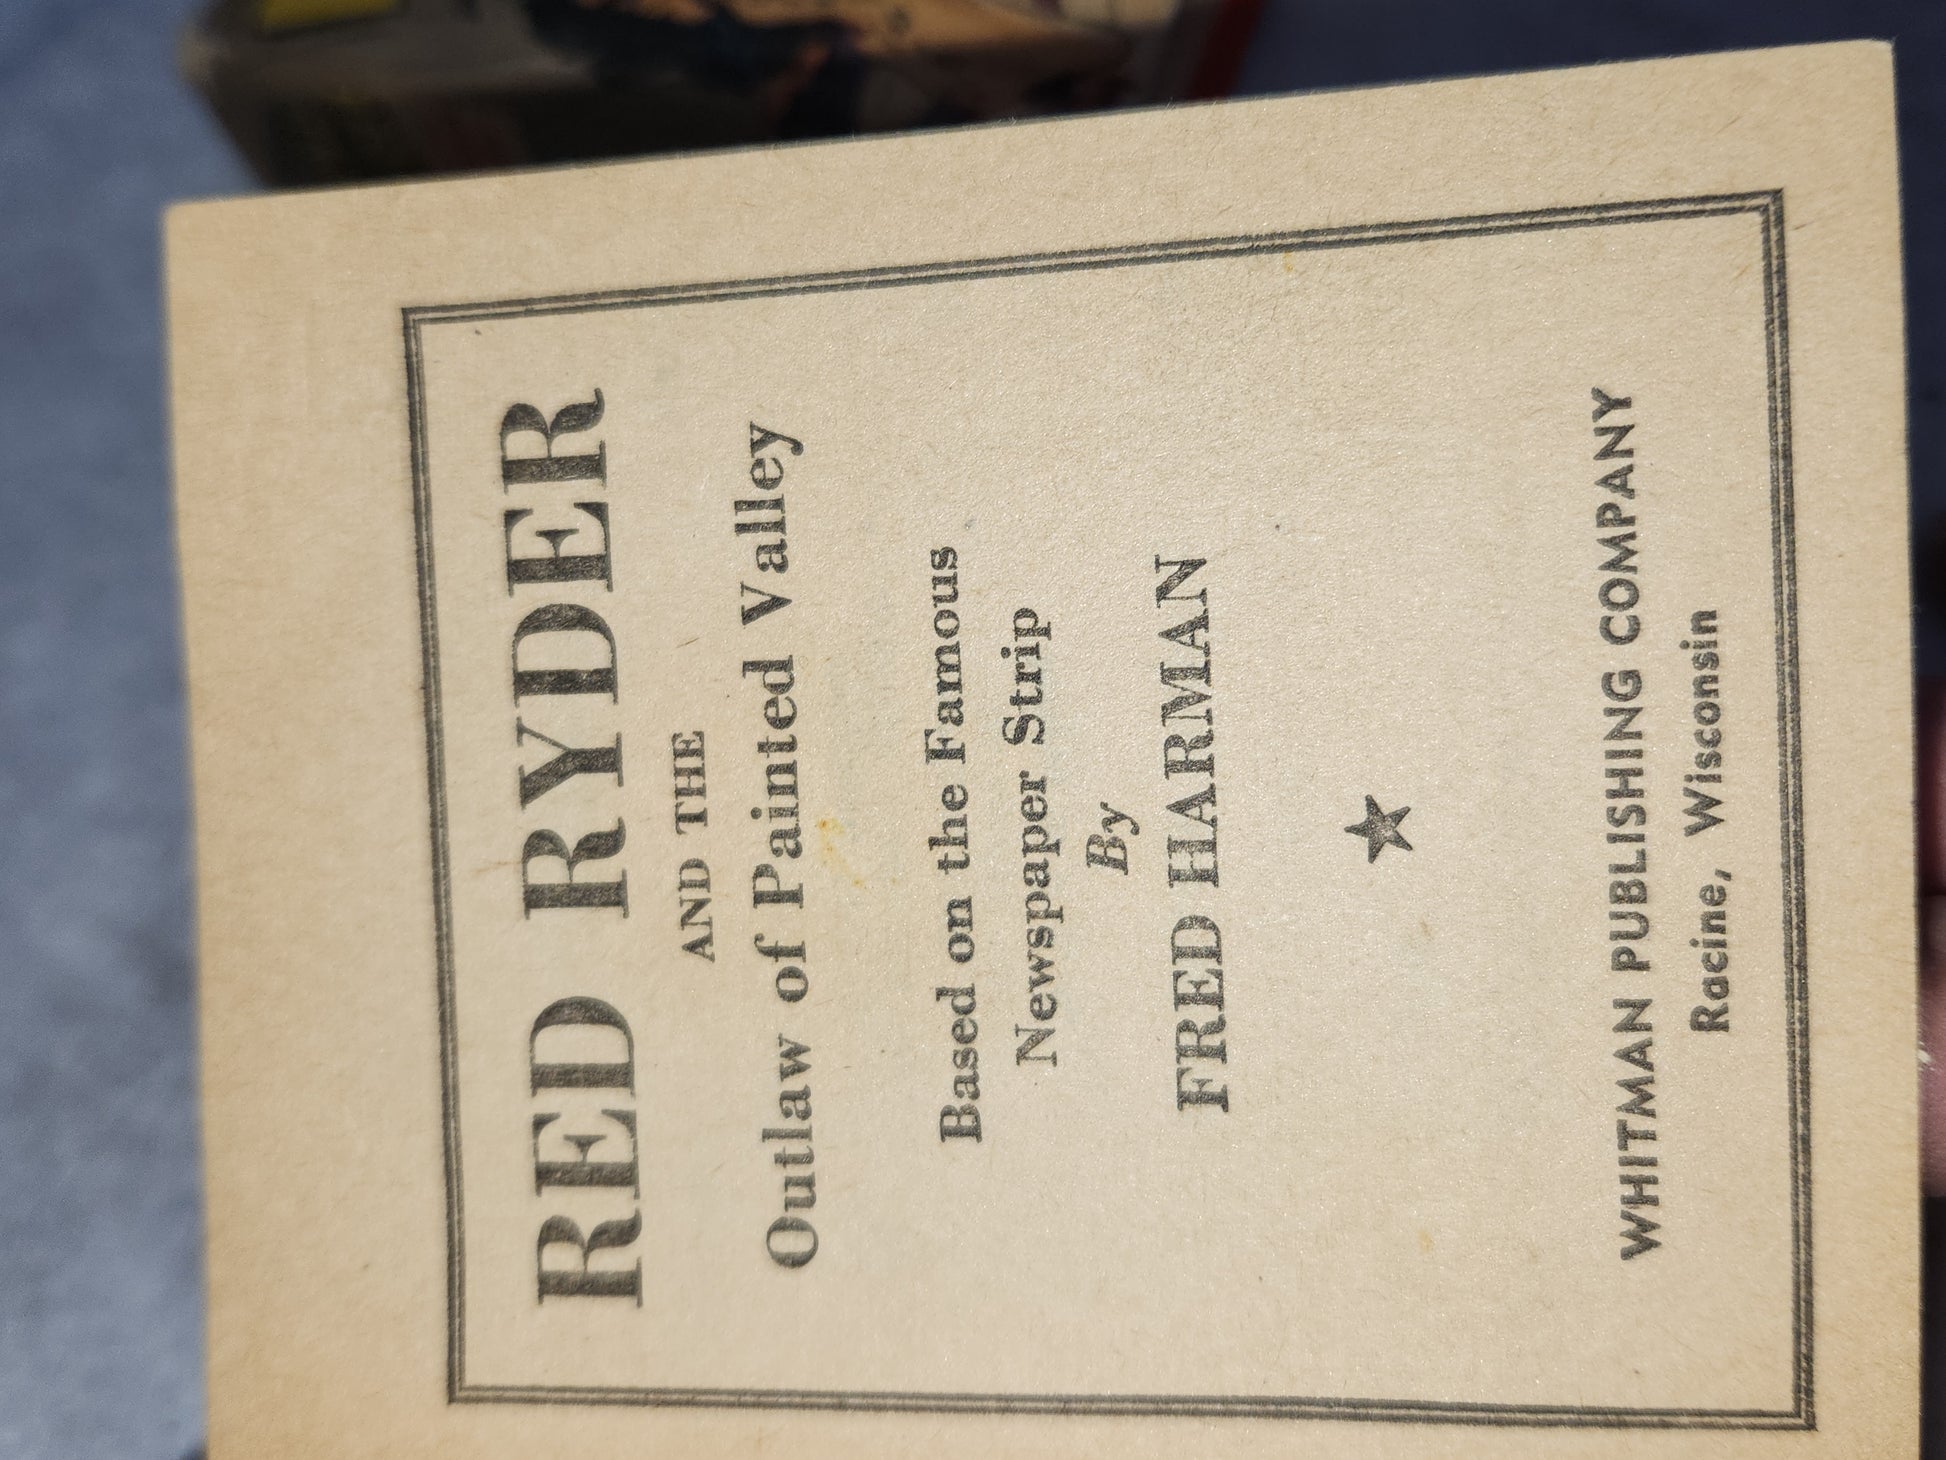 RED RYDER
AND THE
Outlaw of Painted Valley
Based on the Famous
Newspaper Strip
By
FRED HARMAN
WHITMAN PUBLISHING COMPANY
Racine, Wisconsin